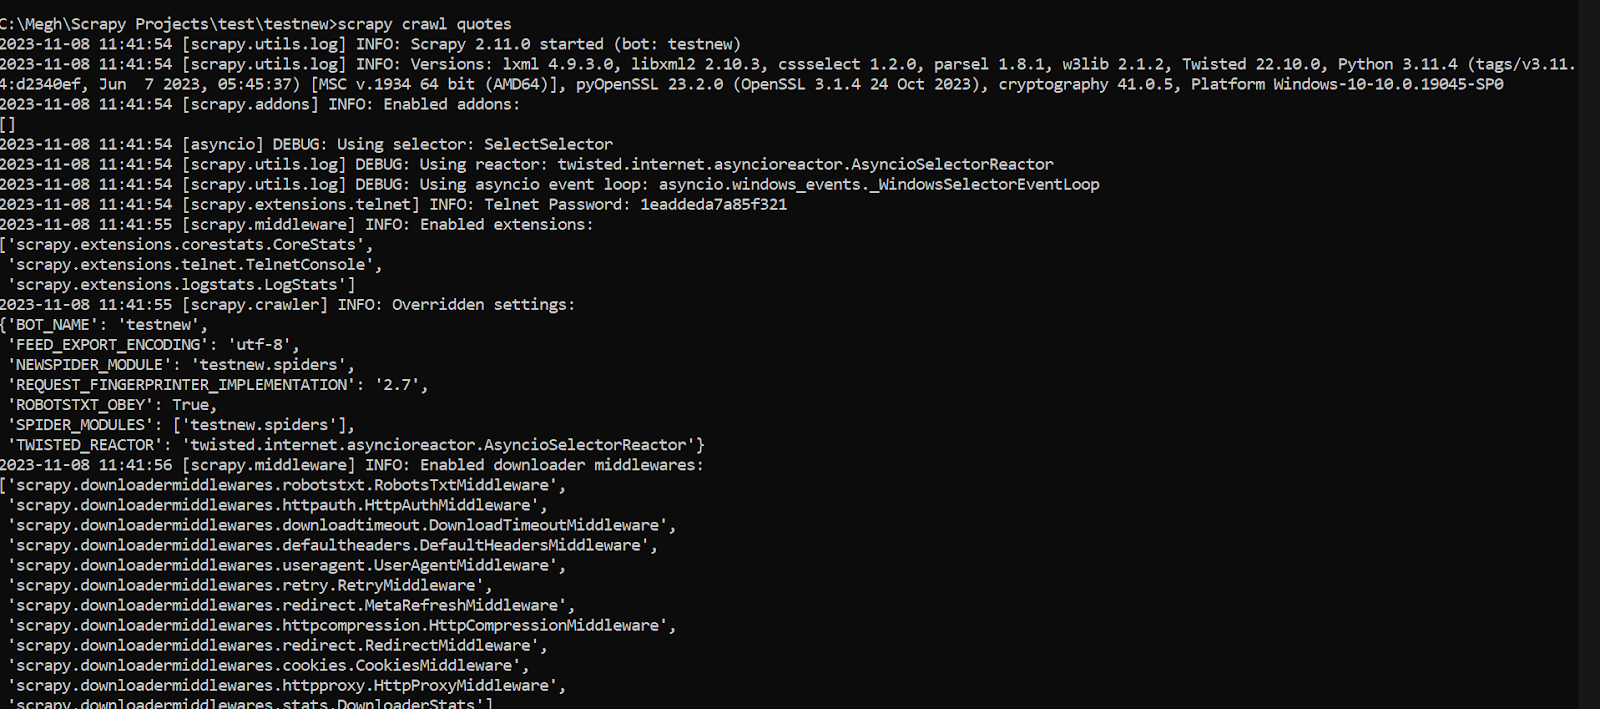 C:\Megh\Scrapy Projects\test\testnew>scrapy crawl quotes
2023-11-08 11:41:54 [scrapy.utils.log] INFO: Scrapy 2.11.0 started (bot: testnew)
2023-11-08 11:41:54 [scrapy.utils.log] INFO: Versions: lxml 4.9.3.0, libxml2 2.10.3, cssselect 1.2.0, parsel 1.8.1, w3lib 2.1.2, Twisted 22.10.0, Python 3.11.4 (tags/v3.11.
4:d2340ef, Jun  7 2023, 05:45:37) [MSC v.1934 64 bit (AMD64)], pyOpenSSL 23.2.0 (OpenSSL 3.1.4 24 Oct 2023), cryptography 41.0.5, Platform Windows-10-10.0.19045-SP0
2023-11-08 11:41:54 [scrapy.addons] INFO: Enabled addons:
[]
2023-11-08 11:41:54 [asyncio] DEBUG: Using selector: SelectSelector
2023-11-08 11:41:54 [scrapy.utils.log] DEBUG: Using reactor: twisted.internet.asyncioreactor.AsyncioSelectorReactor
2023-11-08 11:41:54 [scrapy.utils.log] DEBUG: Using asyncio event loop: asyncio.windows_events._WindowsSelectorEventLoop
2023-11-08 11:41:54 [scrapy.extensions.telnet] INFO: Telnet Password: 1eaddeda7a85f321
2023-11-08 11:41:55 [scrapy.middleware] INFO: Enabled extensions:
['scrapy.extensions.corestats.CoreStats',
 'scrapy.extensions.telnet.TelnetConsole',
 'scrapy.extensions.logstats.LogStats']
2023-11-08 11:41:55 [scrapy.crawler] INFO: Overridden settings:
{'BOT_NAME': 'testnew',
 'FEED_EXPORT_ENCODING': 'utf-8',
 'NEWSPIDER_MODULE': 'testnew.spiders',
 'REQUEST_FINGERPRINTER_IMPLEMENTATION': '2.7',
 'ROBOTSTXT_OBEY': True,
 'SPIDER_MODULES': ['testnew.spiders'],
 'TWISTED_REACTOR': 'twisted.internet.asyncioreactor.AsyncioSelectorReactor'}
2023-11-08 11:41:56 [scrapy.middleware] INFO: Enabled downloader middlewares:
['scrapy.downloadermiddlewares.robotstxt.RobotsTxtMiddleware',
 'scrapy.downloadermiddlewares.httpauth.HttpAuthMiddleware',
 'scrapy.downloadermiddlewares.downloadtimeout.DownloadTimeoutMiddleware',
 'scrapy.downloadermiddlewares.defaultheaders.DefaultHeadersMiddleware',
 'scrapy.downloadermiddlewares.useragent.UserAgentMiddleware',
 'scrapy.downloadermiddlewares.retry.RetryMiddleware',
 'scrapy.downloadermiddlewares.redirect.MetaRefreshMiddleware',
 'scrapy.downloadermiddlewares.httpcompression.HttpCompressionMiddleware',
 'scrapy.downloadermiddlewares.redirect.RedirectMiddleware',
 'scrapy.downloadermiddlewares.cookies.CookiesMiddleware',
 'scrapy.downloadermiddlewares.httpproxy.HttpProxyMiddleware',
 'scrapy.downloadermiddlewares.stats.DownloaderStats']